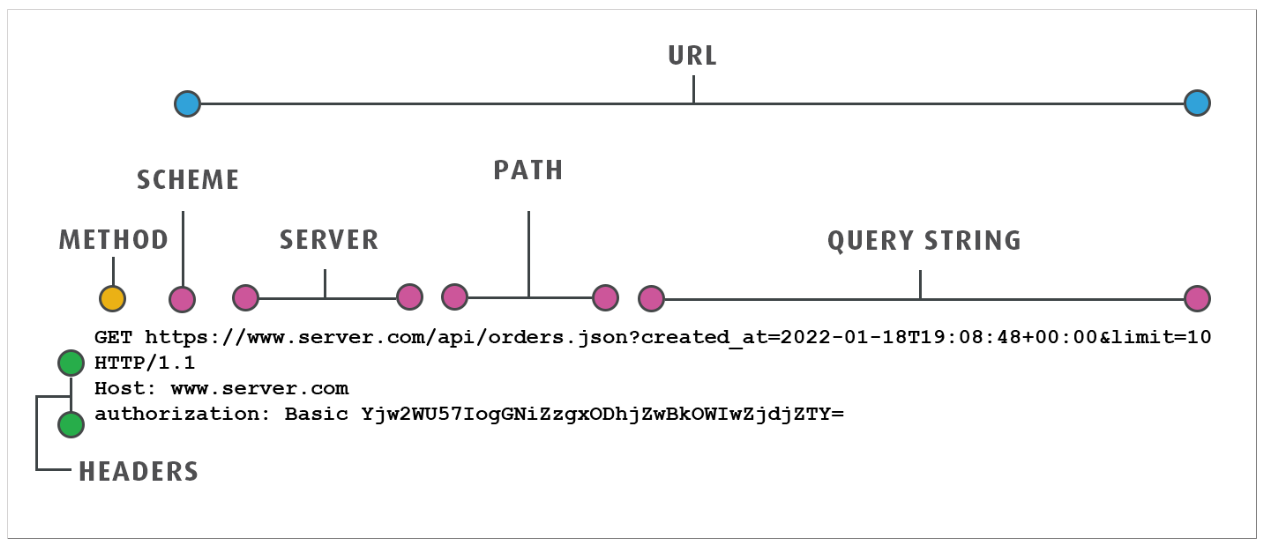 URL
PATH
SCHEME
METHOD
SERVER
QUERY STRING
GET https://www.server.com/api/orders.json?created_at=2022-01-18T19:08:48+00:00&limit=10
HTTP/1.1
Host: www.server.com
authorization: Basic Yjw2WU57IogGNiZzgxODhjZwBkOWIwZjdjZTY=
HEADERS